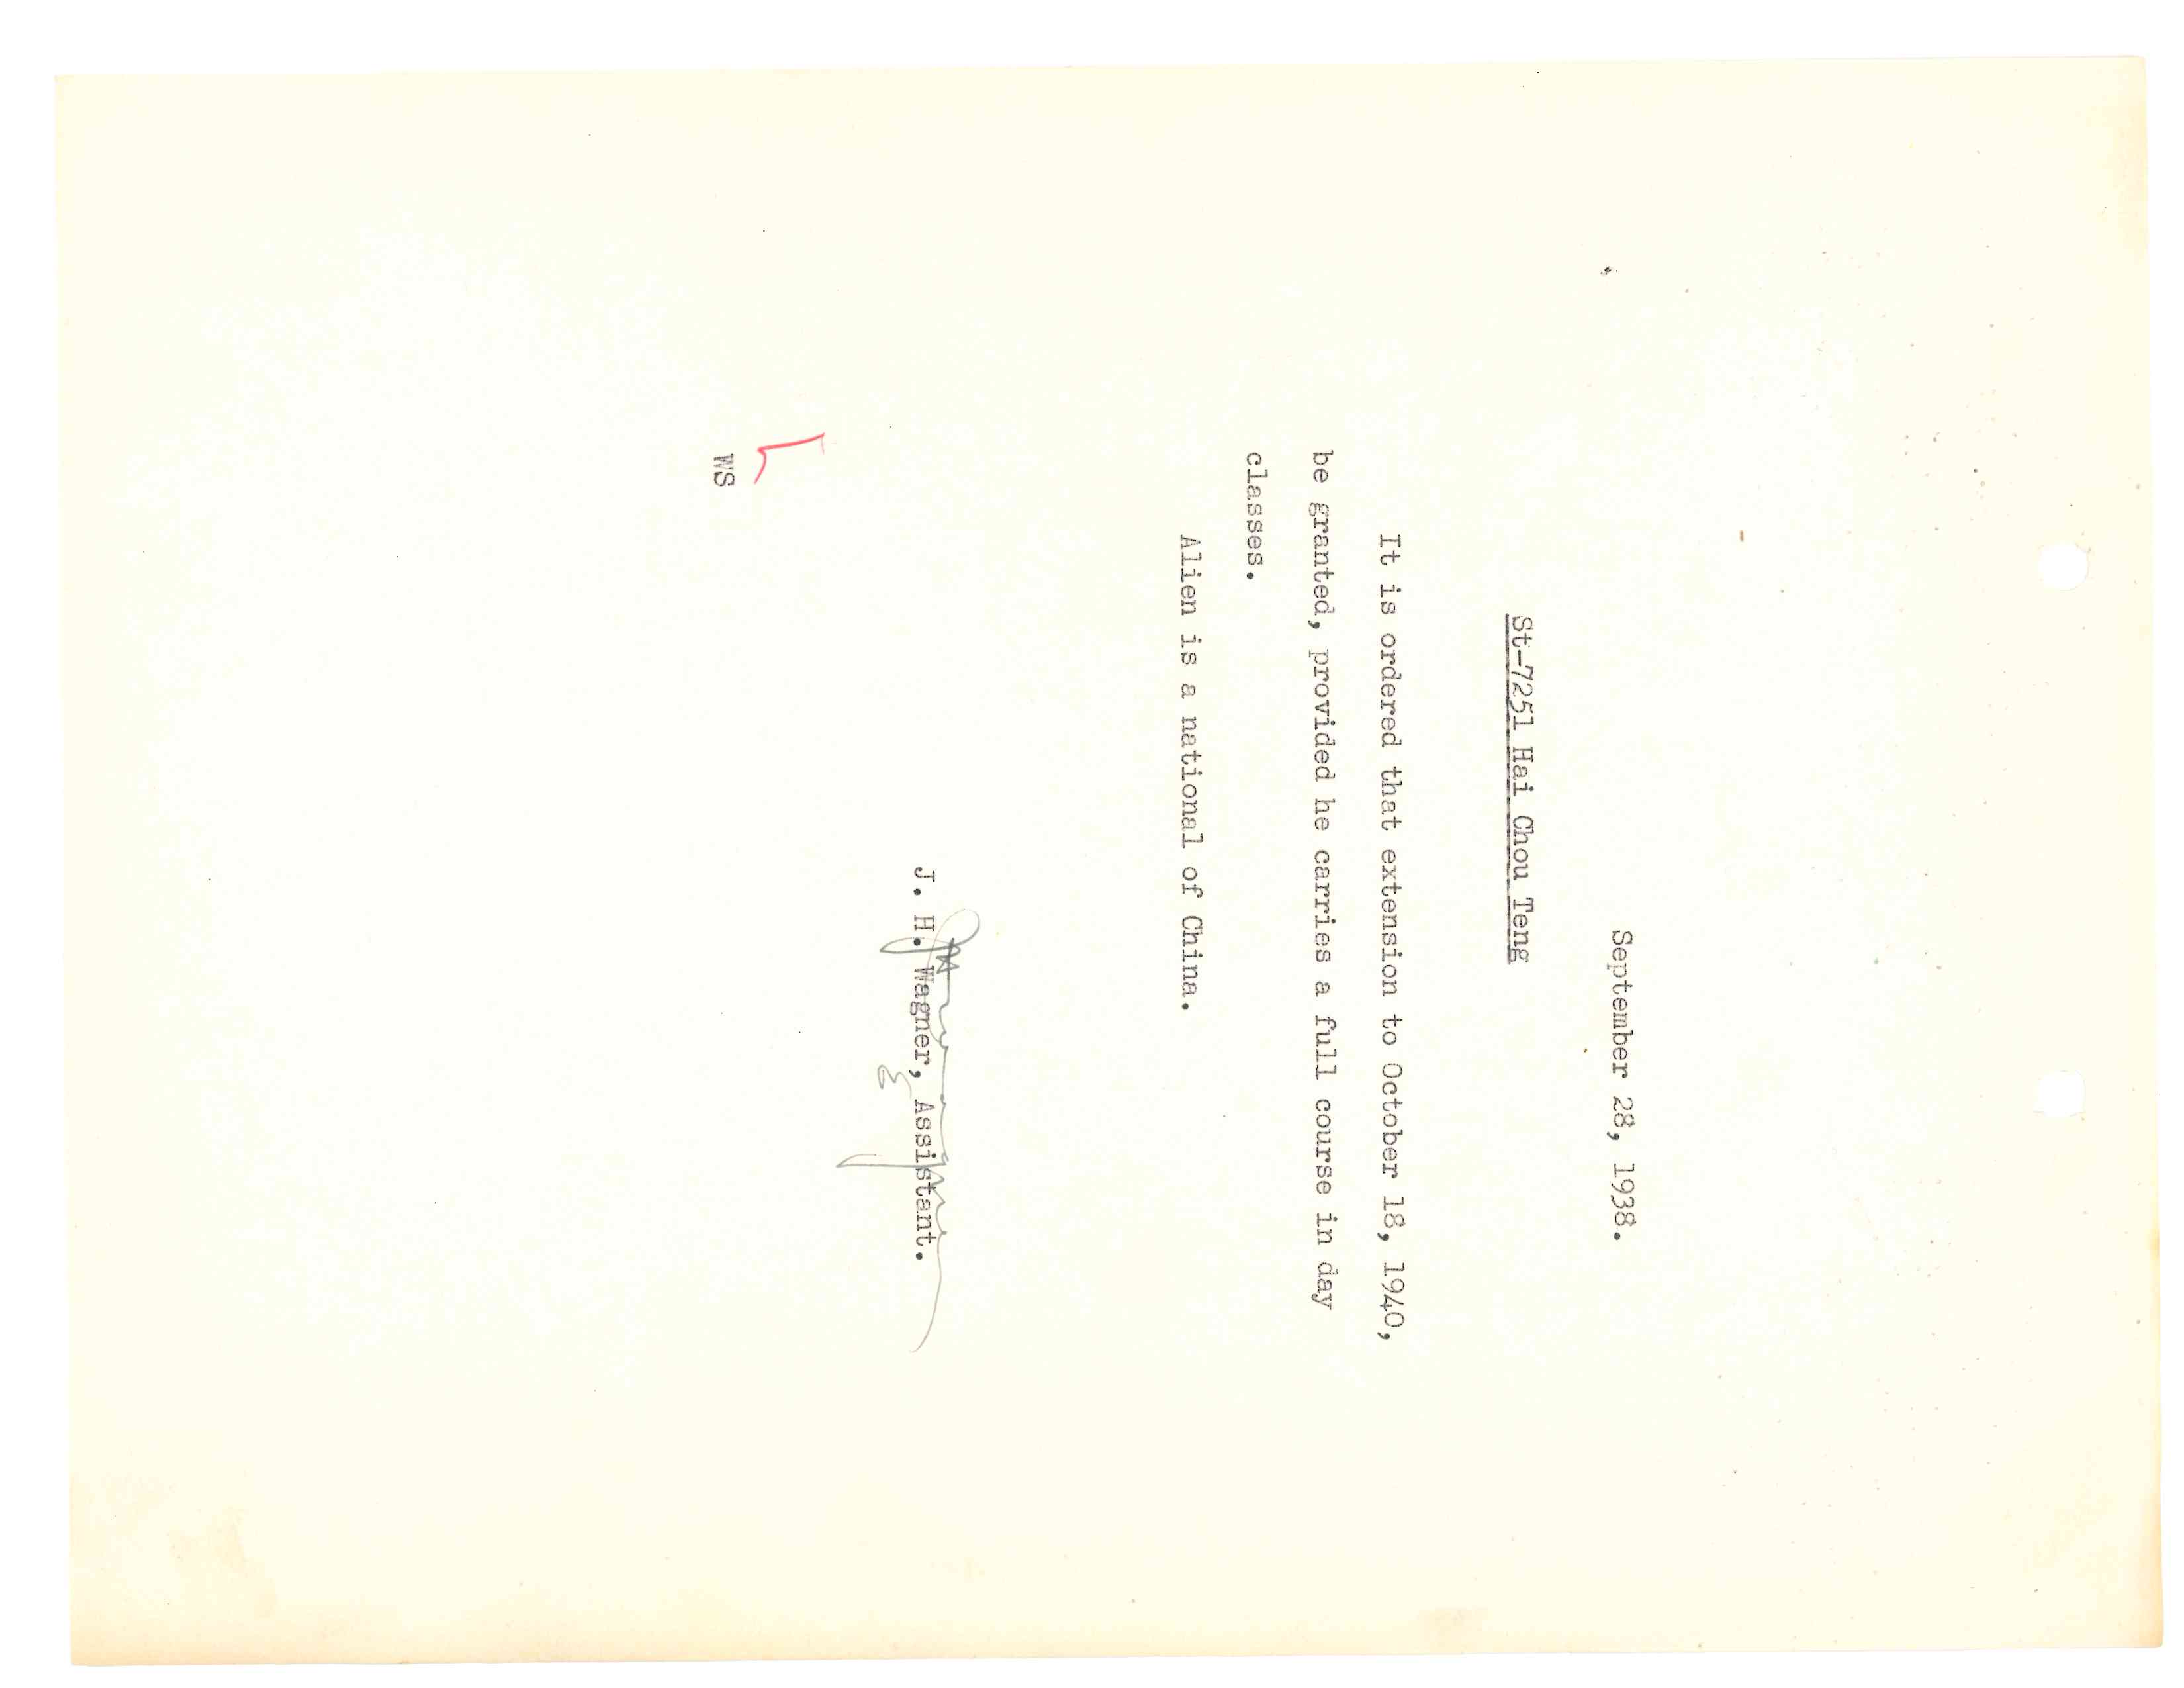 September 28, 1938.
St-7251 Hai Chou Teng
It is ordered that extension to October 18, 1940,
be granted, provided he carries a full course in day
classes.
Alien is a national of China.
JHWagner
J. H. Wagner, Assistant.
WS